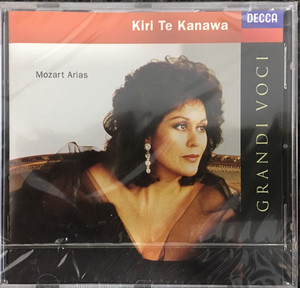 Kiri Te Kanawa
DECCA
Mozart Arias
GRANDI VOCI